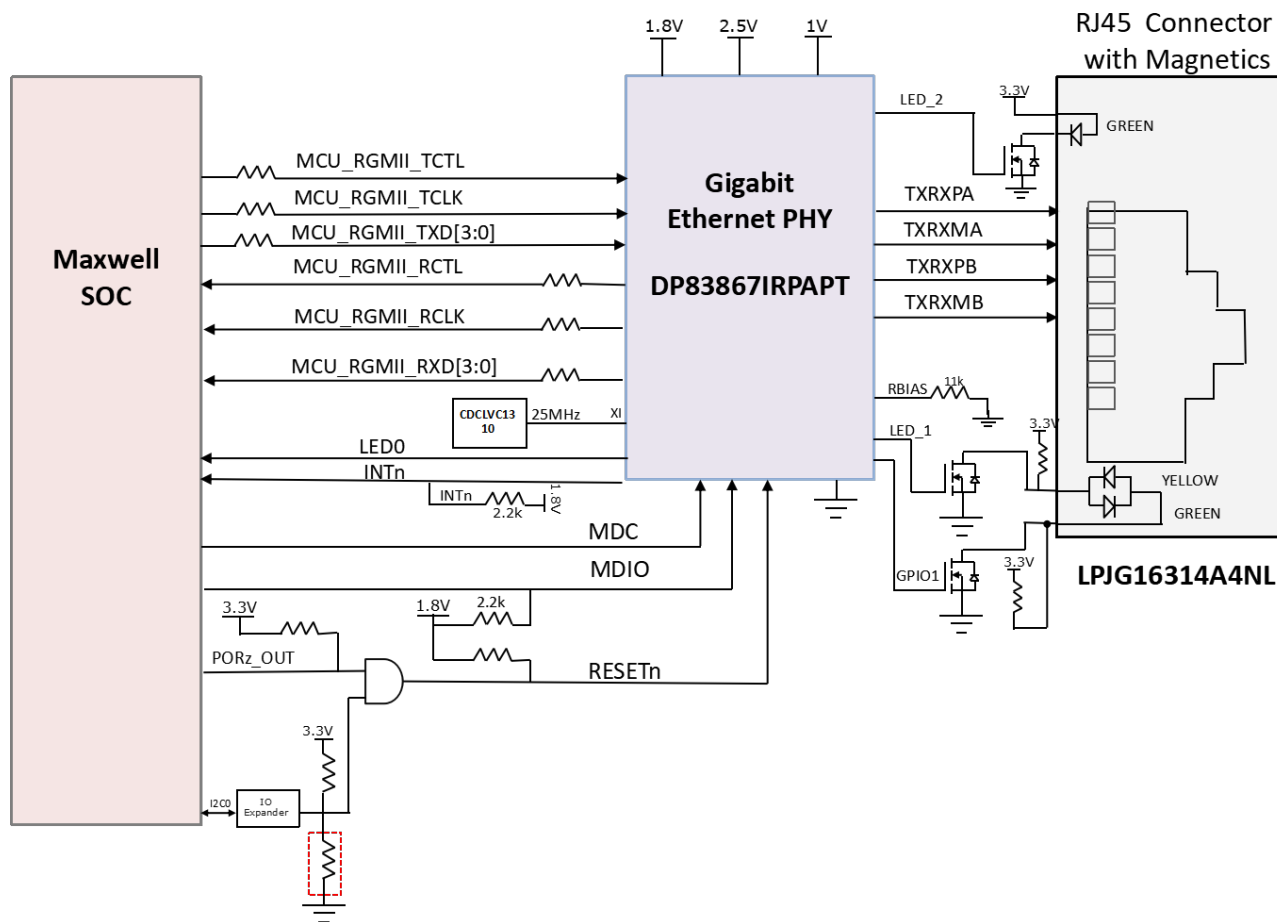 1.8V
2.5V
1V
RJ45 Connector
with Magnetics
LED_2
3.3V
GREEN
MCU_RGMII_TCTL
MCU_RGMII_TCLK
MCU_RGMII_TXD[3:0]
MCU_RGMII_RCTL
MCU_RGMII_RCLK
MCU_RGMII_RXD[3:0]
Maxwell
SOC
Gigabit
Ethernet PHY
DP83867IRPAPT
TXRXPA
TXRXMA
TXRXPB
TXRXMB
RBIAS
11k
CDCLVC13
10
25MHz
XI
LED0
INTn
INTn
2.2k
1.8V
LED_1
3.3V
YELLOW
GREEN
GPIO1
3.3V
LPJG16314A4NL
MDC
MDIO
3.3V
1.8V
2.2k
PORz_OUT
RESETn
3.3V
I2C0
IO
Expander